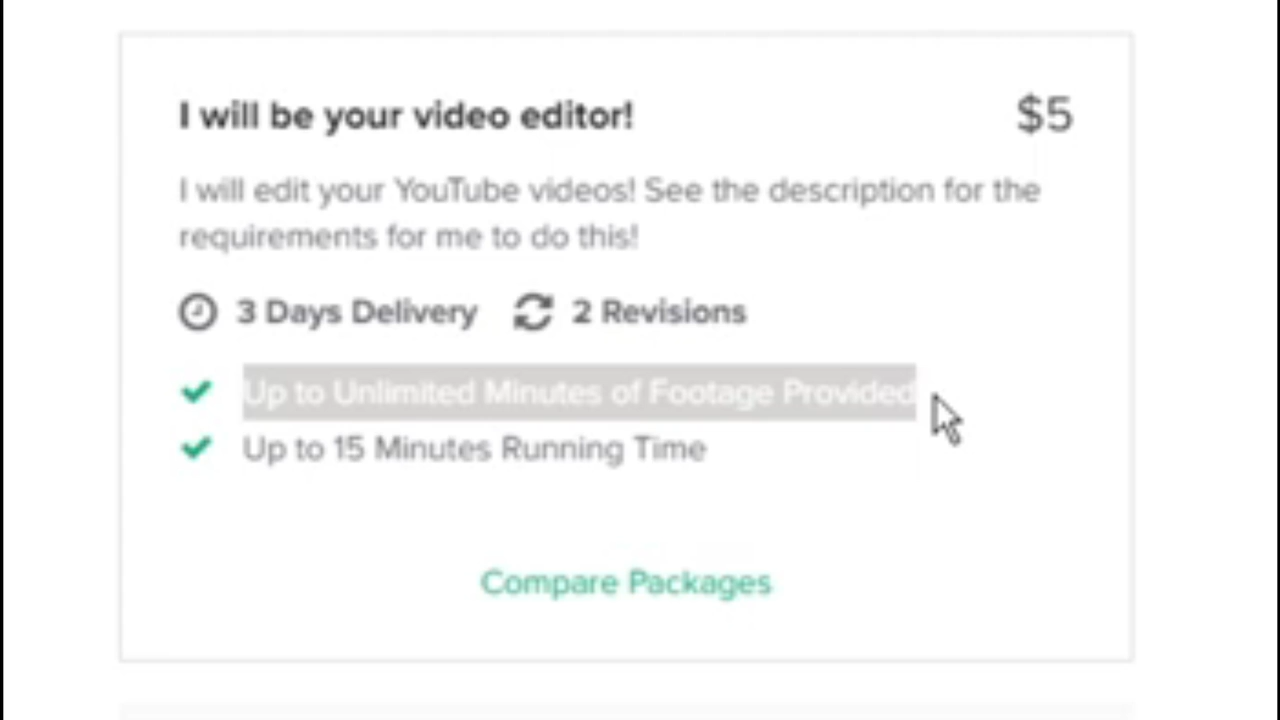 I will be your video editor!
$5
I will edit your YouTube videos! See the description for the
requirements for me to do this!
3 Days Delivery
2 Revisions
Up to Unlimited Minutes of Footage Provided
Up to 15 Minutes Running Time
Compare Packages